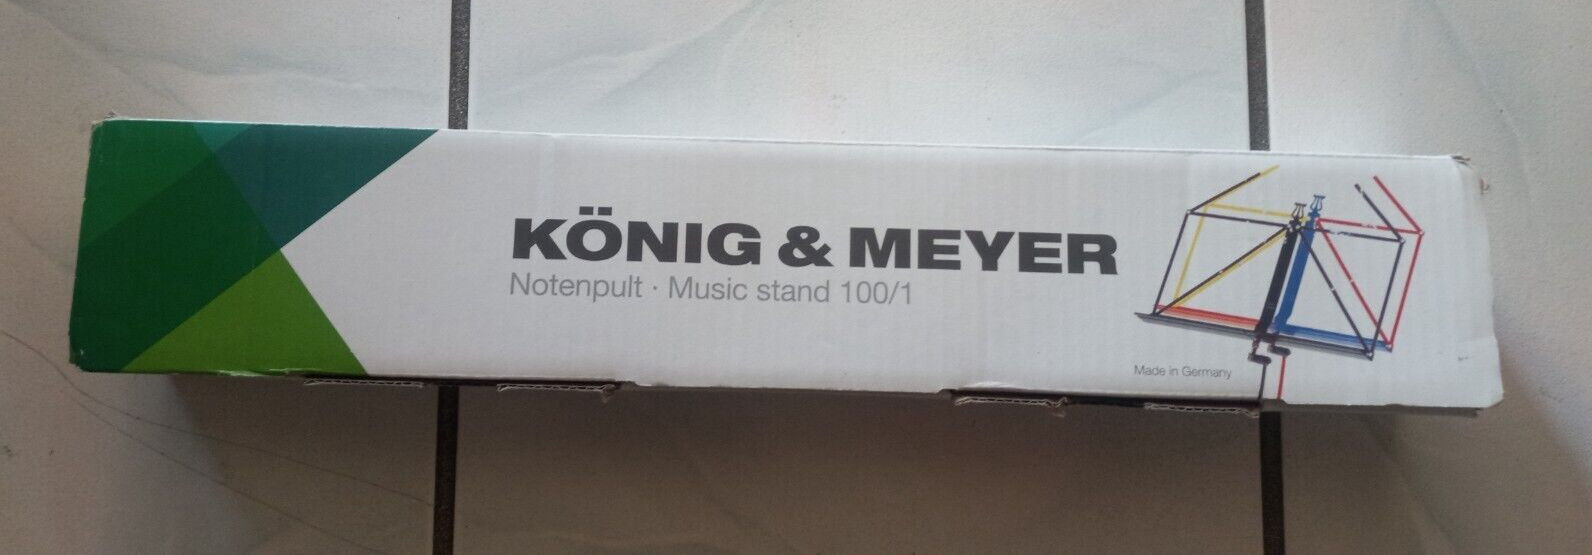 KÖNIG & MEYER
Notenpult · Music stand 100/1
Made in Germany